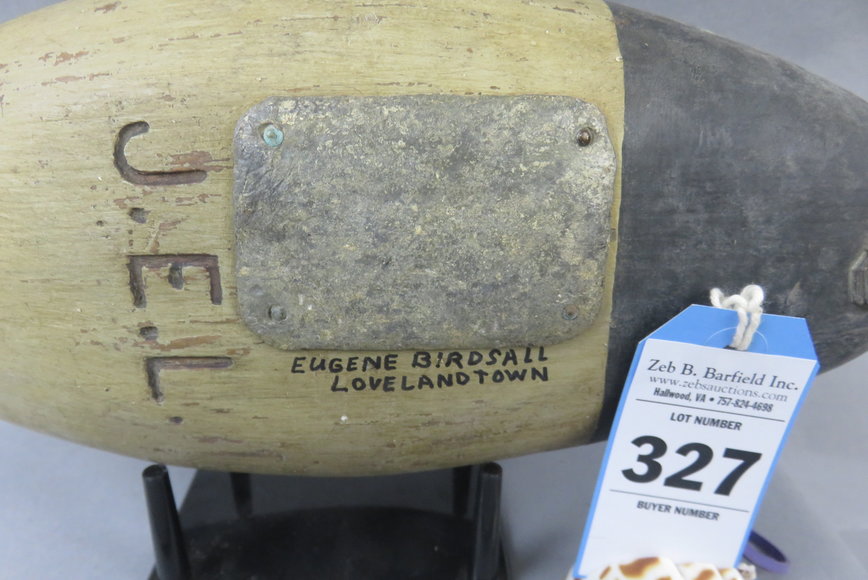 J.E.L.
EUGENE BIRDSALL
LOVELANDTOWN
Zeb B. Barfield Inc.
www.zebsauctions.com
Hallwood, VA • 757-824-4698
LOT NUMBER
327
BUYER NUMBER